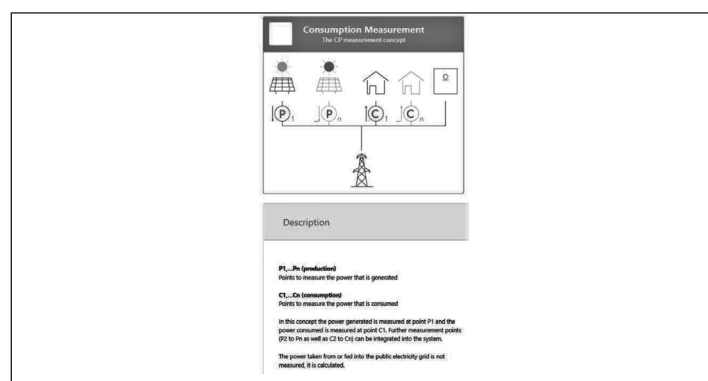 Consumption Measurement
The CP measurement concept
P 1 P n C 1 C n
Description
P1,...Pn (production)
Points to measure the power that is generated
C1,...Cn (consumption)
Points to measure the power that is consumed
In this concept the power generated is measured at point P1 and the
power consumed is measured at point C1. Further measurement points
(P2 to Pn as well as C2 to Cn) can be integrated into the system.
The power taken from or fed into the public electricity grid is not
measured, it is calculated.